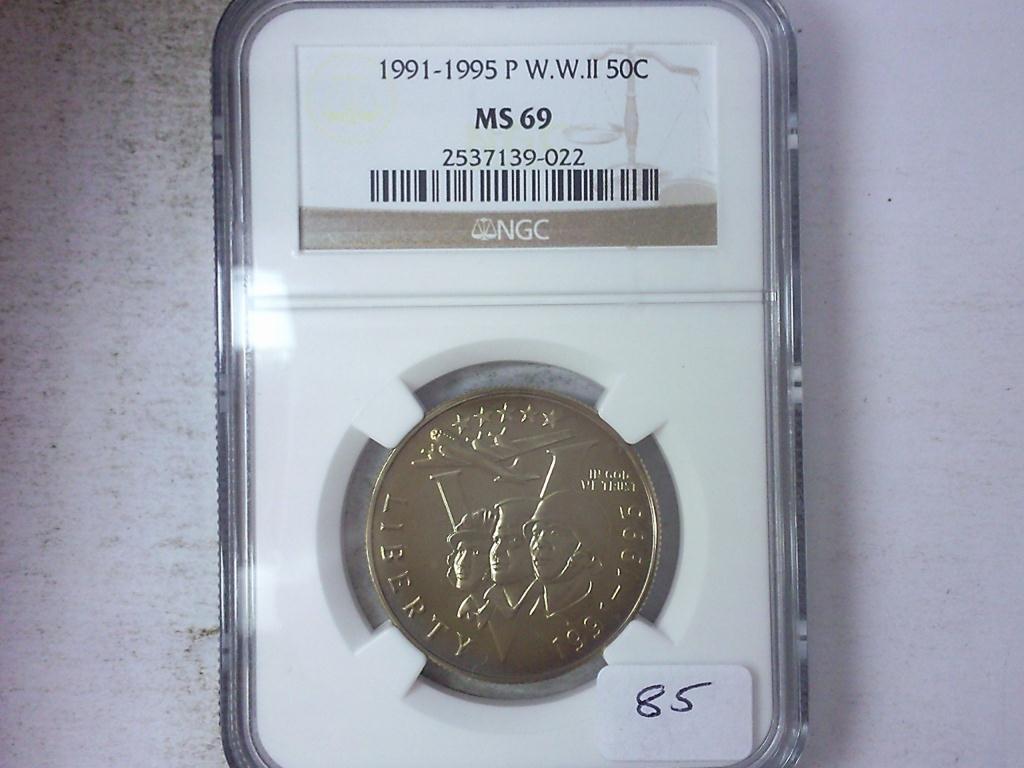 1991-1995 P W.W.II 50C
MS 69
2537139-022
NGC
IN GOD
WE TRUST
LIBERTY
1991-1995
85